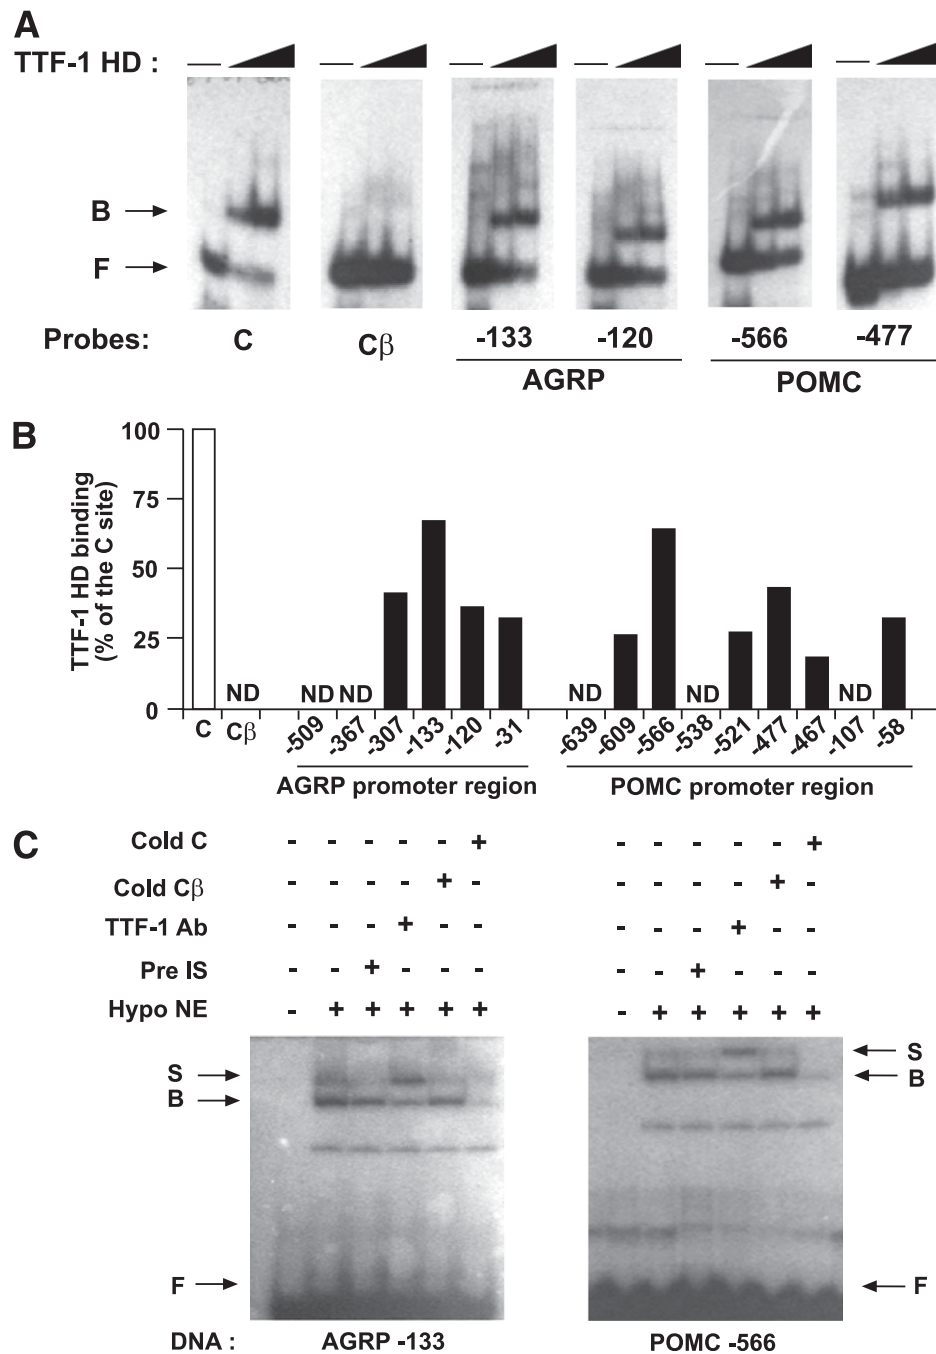 A
TTF-1 HD :
B
F
Probes: C Cβ -133 -120 -566 -477
AGRP POMC
B
TTF-1 HD binding
(% of the C site)
100
75
50
25
0
ND ND ND ND ND ND
C Cβ -509 -367 -307 -133 -120 -31 -639 -609 -566 -538 -521 -477 -467 -107 -58
AGRP promoter region POMC promoter region
C
Cold C - - - - - + - - - - - +
Cold Cβ - - - - + - - - - - + -
TTF-1 Ab - - - + - - - - - + - -
Pre IS - - + - - - - - + - - -
Hypo NE - + + + + + - + + + + +
S S
B B
F F
DNA : AGRP -133 POMC -566